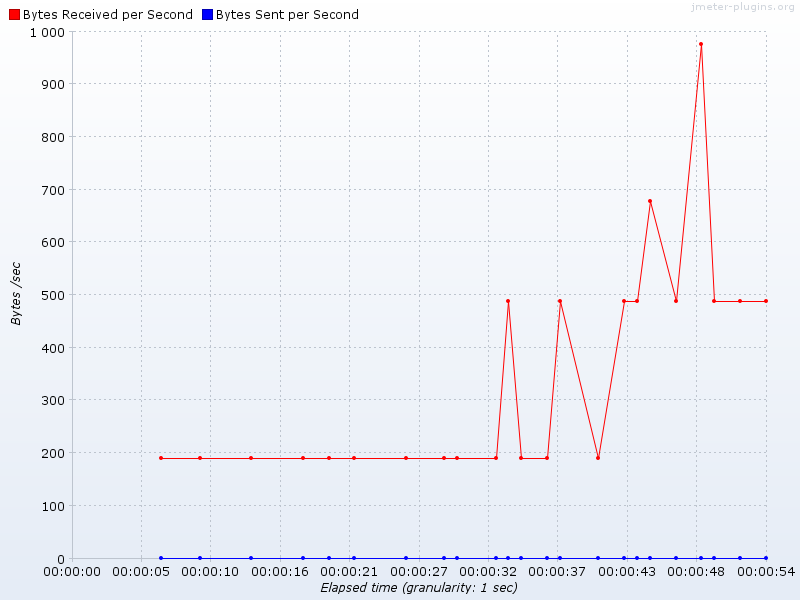 jmeter-plugins.org
Bytes Received per Second Bytes Sent per Second
1 000
900
800
700
600
500
400
300
200
100
0
Bytes /sec
00:00:00 00:00:05 00:00:10 00:00:16 00:00:21 00:00:27 00:00:32 00:00:37 00:00:43 00:00:48 00:00:54
Elapsed time (granularity: 1 sec)